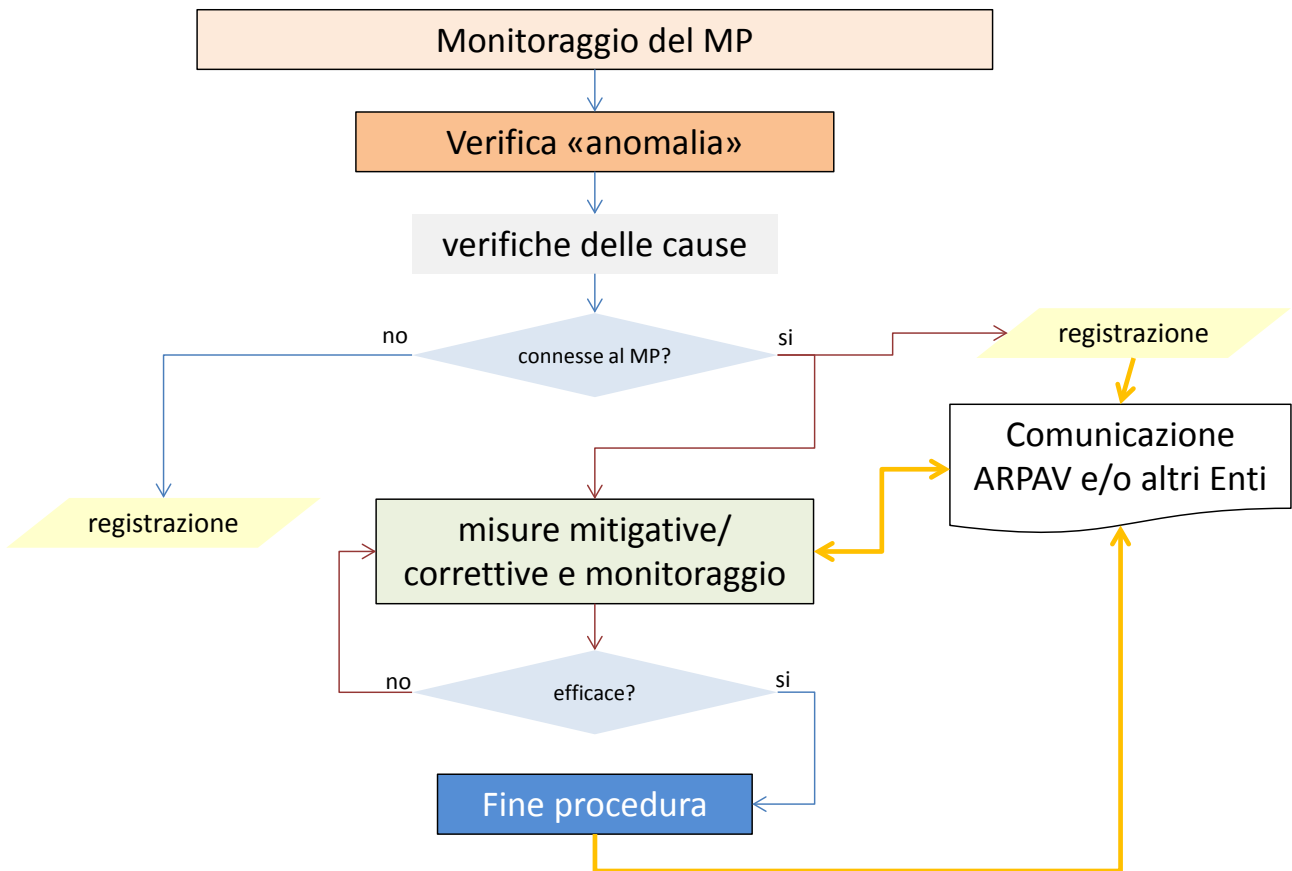 Monitoraggio del MP
Verifica «anomalia»
verifiche delle cause
no
connesse al MP?
si
registrazione
Comunicazione
ARPAV e/o altri Enti
registrazione
misure mitigative/
correttive e monitoraggio
no
efficace?
si
Fine procedura